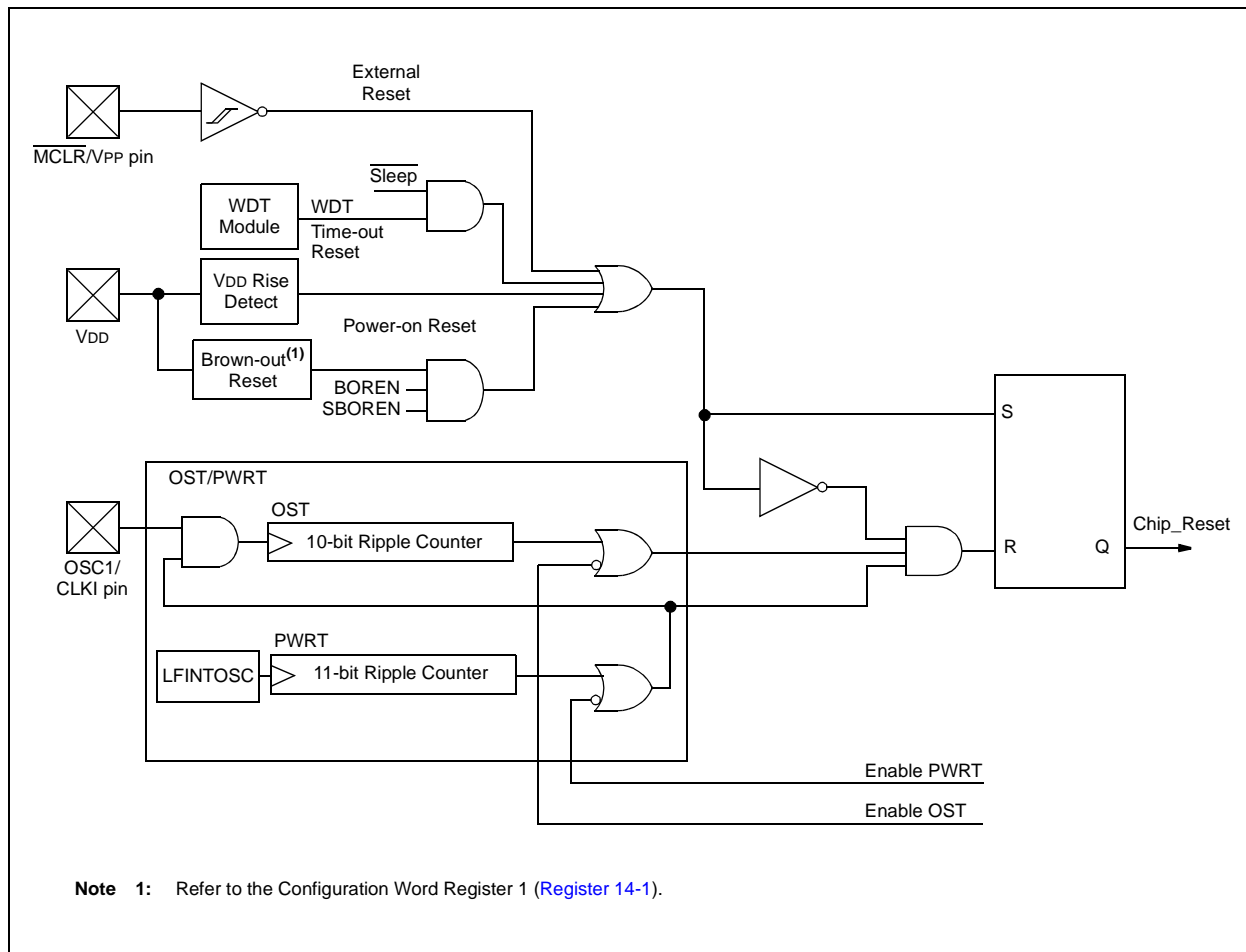 External
Reset
MCLR/VPP pin
Sleep
WDT
Module
WDT
Time-out
Reset
VDD Rise
Detect
VDD
Power-on Reset
Brown-out(1)
Reset
BOREN
SBOREN
S
OST/PWRT
OST
10-bit Ripple Counter
Chip_Reset
R
Q
OSC1/
CLKI pin
PWRT
LFINTOSC
11-bit Ripple Counter
Enable PWRT
Enable OST
Note 1: Refer to the Configuration Word Register 1 (Register 14-1).